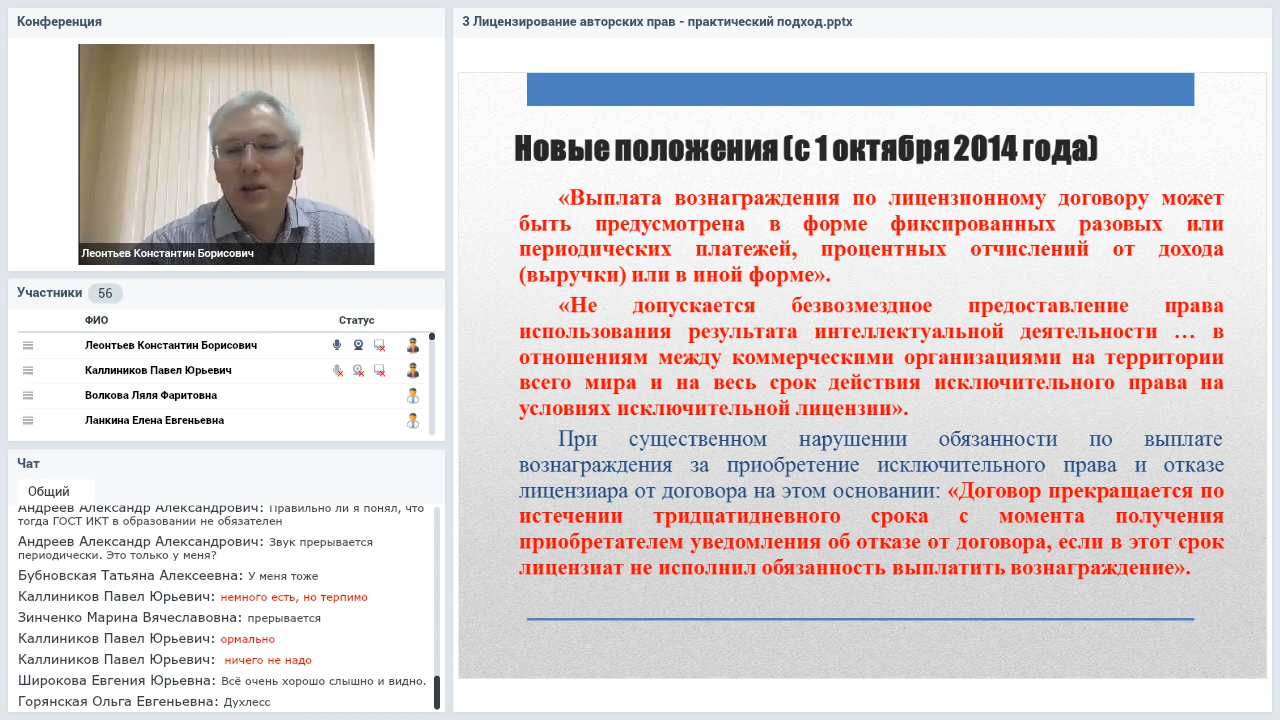 Конференция
Леонтьев Константин Борисович
Участники 56
ФИО Статус
Леонтьев Константин Борисович
Каллиников Павел Юрьевич
Волкова Ляля Фаритовна
Ланкина Елена Евгеньевна
Чат
Общий
Андреев Александр Александрович: Правильно ли я понял, что
тогда ГОСТ ИКТ в образовании не обязателен
Андреев Александр Александрович: Звук прерывается
периодически. Это только у меня?
Бубновская Татьяна Алексеевна: У меня тоже
Каллиников Павел Юрьевич: немного есть, но терпимо
Зинченко Марина Вячеславовна: прерывается
Каллиников Павел Юрьевич: ормально
Каллиников Павел Юрьевич: ничего не надо
Широкова Евгения Юрьевна: Всё очень хорошо слышно и видно.
Горянская Ольга Евгеньевна: Духлесс
3 Лицензирование авторских прав - практический подход.pptx
Новые положения (с 1 октября 2014 года)
«Выплата вознаграждения по лицензионному договору может
быть предусмотрена в форме фиксированных разовых или
периодических платежей, процентных отчислений от дохода
(выручки) или в иной форме».
«Не допускается безвозмездное предоставление права
использования результата интеллектуальной деятельности … в
отношениям между коммерческими организациями на территории
всего мира и на весь срок действия исключительного права на
условиях исключительной лицензии».
При существенном нарушении обязанности по выплате
вознаграждения за приобретение исключительного права и отказе
лицензиара от договора на этом основании: «Договор прекращается по
истечении тридцатидневного срока с момента получения
приобретателем уведомления об отказе от договора, если в этот срок
лицензиат не исполнил обязанность выплатить вознаграждение».